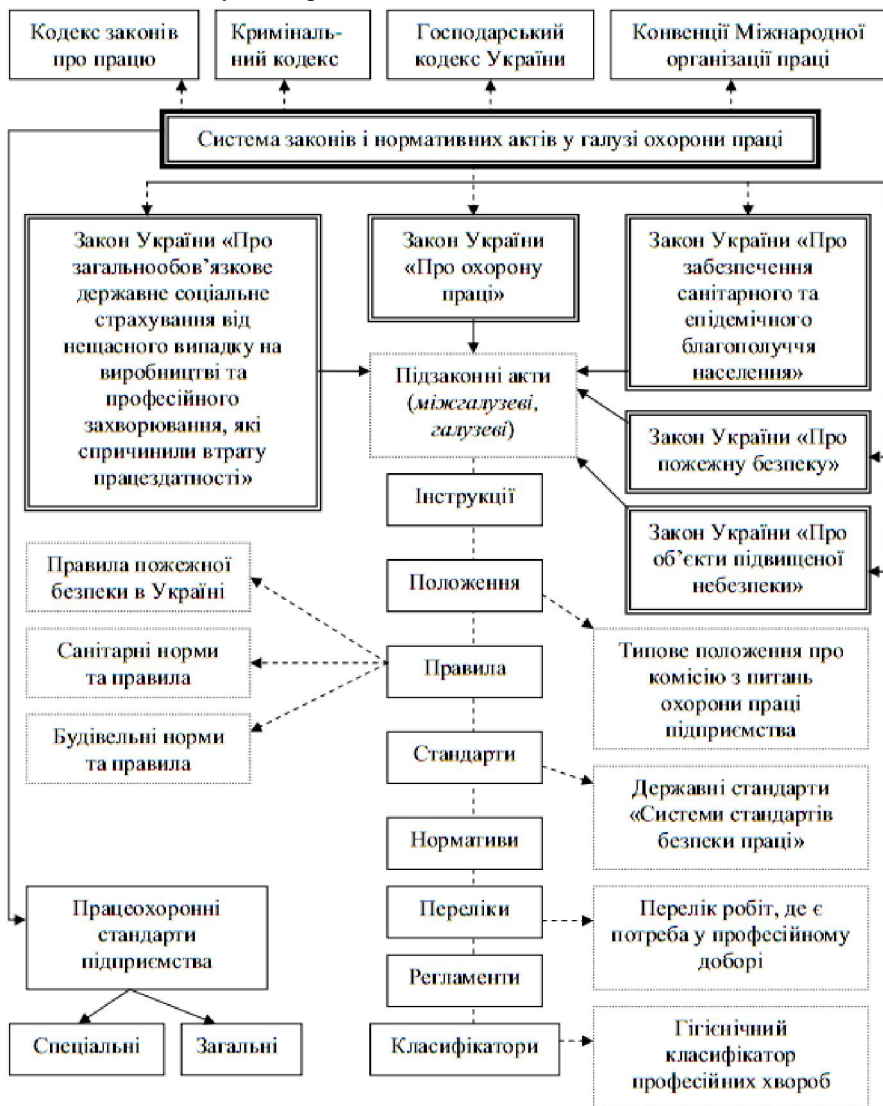 Кодекс законів
про працю
Криміналь-
ний кодекс
Господарський
кодекс України
Конвенції Міжнародної
організації праці
Система законів і нормативних актів у галузі охорони праці
Закон України «Про
загальнообов’язкове
державне соціальне
страхування від
нещасного випадку на
виробництві та
професійного
захворювання, які
спричинили втрату
працездатності»
Закон України
«Про охорону
праці»
Закон України «Про
забезпечення
санітарного та
епідемічного
благополуччя
населення»
Підзаконні акти
(міжгалузеві,
галузеві)
Закон України «Про
пожежну безпеку»
Закон України «Про
об’єкти підвищеної
небезпеки»
Інструкції
Положення
Правила пожежної
безпеки в Україні
Санітарні норми
та правила
Будівельні норми
та правила
Правила
Типове положення про
комісію з питань
охорони праці
підприємства
Стандарти
Державні стандарти
«Системи стандартів
безпеки праці»
Нормативи
Працеохоронні
стандарти
підприємства
Переліки
Перелік робіт, де є
потреба у професійному
доборі
Регламенти
Спеціальні
Загальні
Класифікатори
Гігієнічний
класифікатор
професійних хвороб